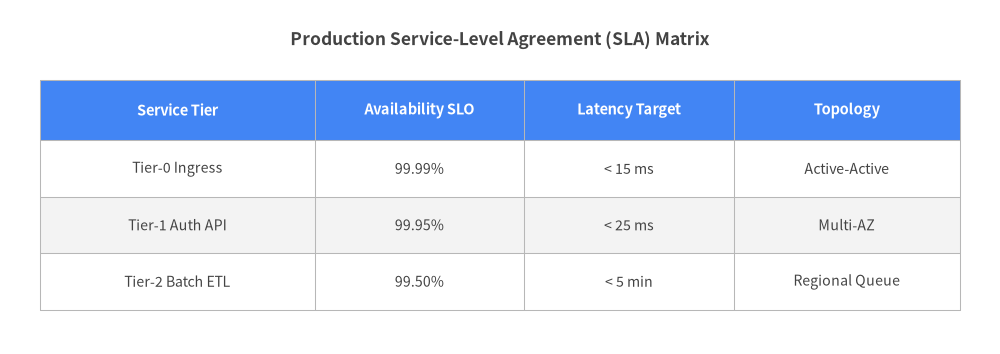 Production Service-Level Agreement (SLA) Matrix
Service Tier Availability SLO Latency Target Topology
Tier-0 Ingress 99.99% < 15 ms Active-Active
Tier-1 Auth API 99.95% < 25 ms Multi-AZ
Tier-2 Batch ETL 99.50% < 5 min Regional Queue